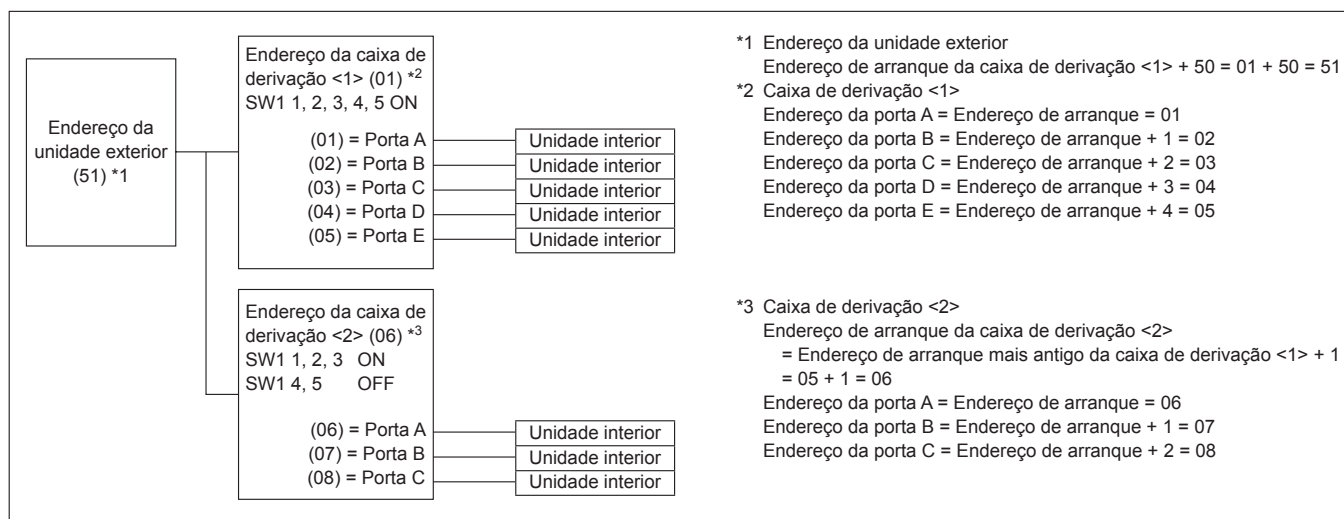 Endereço da
unidade exterior
(51) *1
Endereço da caixa de
derivação <1> (01) *2
SW1 1, 2, 3, 4, 5 ON
(01) = Porta A
(02) = Porta B
(03) = Porta C
(04) = Porta D
(05) = Porta E
Unidade interior
Unidade interior
Unidade interior
Unidade interior
Unidade interior
Endereço da caixa de
derivação <2> (06) *3
SW1 1, 2, 3 ON
SW1 4, 5 OFF
(06) = Porta A
(07) = Porta B
(08) = Porta C
Unidade interior
Unidade interior
Unidade interior
*1 Endereço da unidade exterior
Endereço de arranque da caixa de derivação <1> + 50 = 01 + 50 = 51
*2 Caixa de derivação <1>
Endereço da porta A = Endereço de arranque = 01
Endereço da porta B = Endereço de arranque + 1 = 02
Endereço da porta C = Endereço de arranque + 2 = 03
Endereço da porta D = Endereço de arranque + 3 = 04
Endereço da porta E = Endereço de arranque + 4 = 05
*3 Caixa de derivação <2>
Endereço de arranque da caixa de derivação <2>
= Endereço de arranque mais antigo da caixa de derivação <1> + 1
= 05 + 1 = 06
Endereço da porta A = Endereço de arranque = 06
Endereço da porta B = Endereço de arranque + 1 = 07
Endereço da porta C = Endereço de arranque + 2 = 08